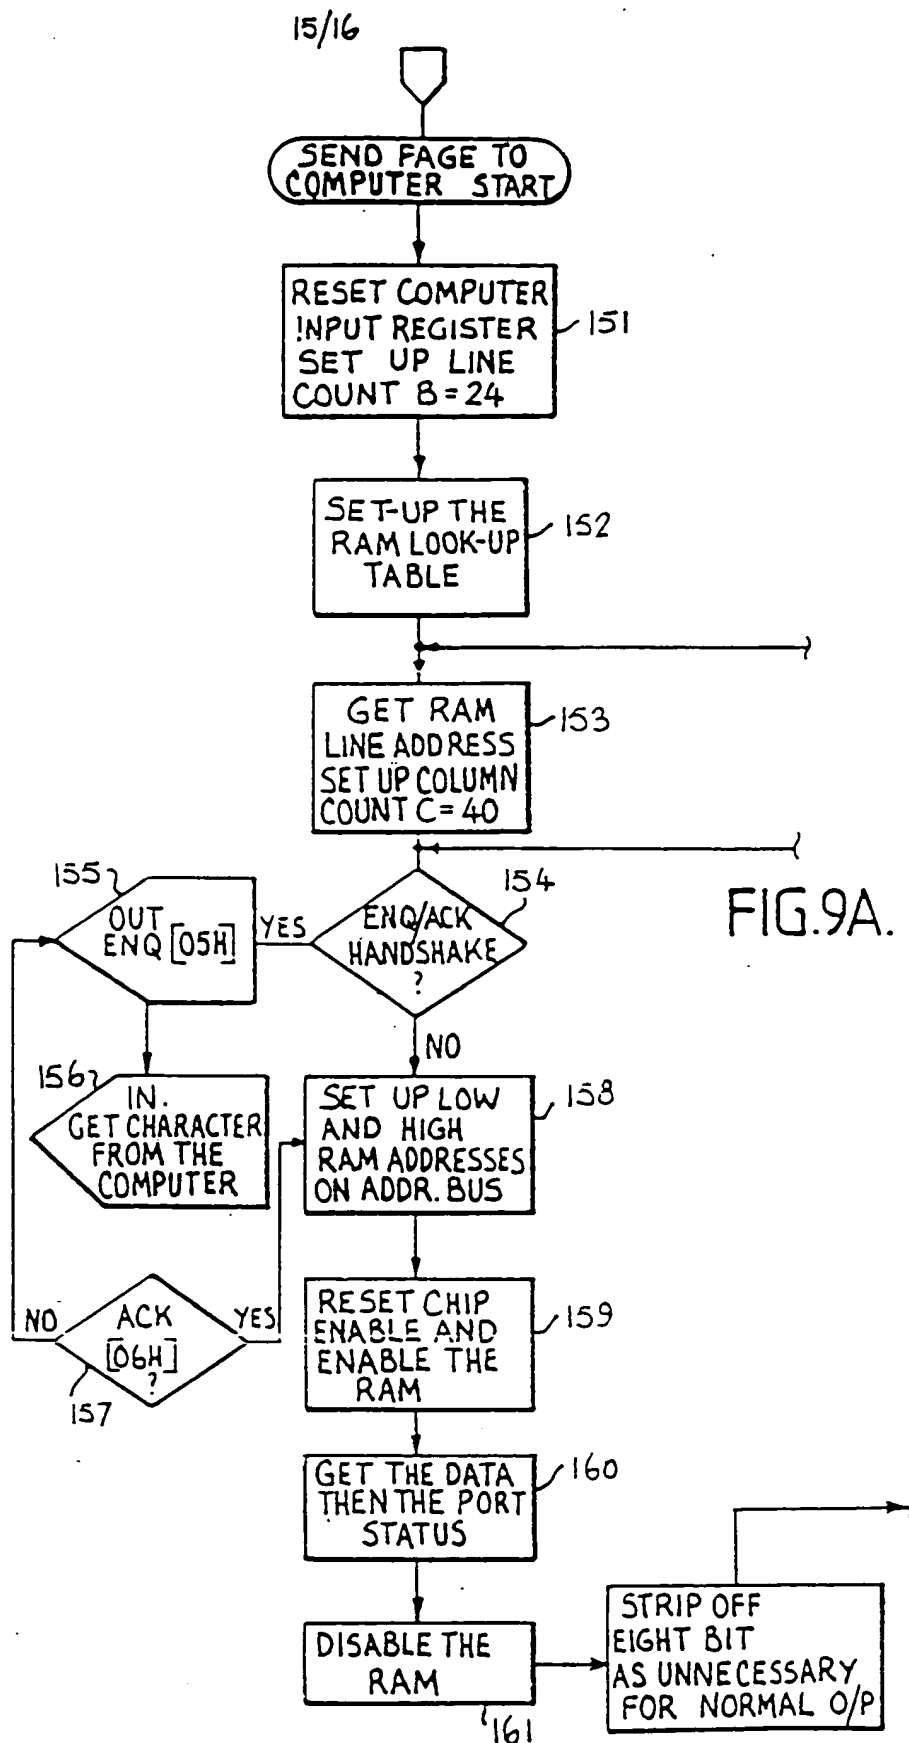 15/16
SEND FAGE TO
COMPUTER START
RESET COMPUTER
INPUT REGISTER
SET UP LINE
COUNT B=24
151
SET-UP THE
RAM LOOK-UP
TABLE
152
GET RAM
LINE ADDRESS
SET UP COLUMN
COUNT C=40
153
155
OUT
ENQ [05H]
YES
ENQ/ACK
HANDSHAKE
?
154
FIG.9A.
NO
156
IN.
GET CHARACTER
FROM THE
COMPUTER
SET UP LOW
AND HIGH
RAM ADDRESSES
ON ADDR. BUS
158
NO
ACK
[06H]
?
YES
157
RESET CHIP
ENABLE AND
ENABLE THE
RAM
159
GET THE DATA
THEN THE PORT
STATUS
160
DISABLE THE
RAM
161
STRIP OFF
EIGHT BIT
AS UNNECESSARY
FOR NORMAL O/P